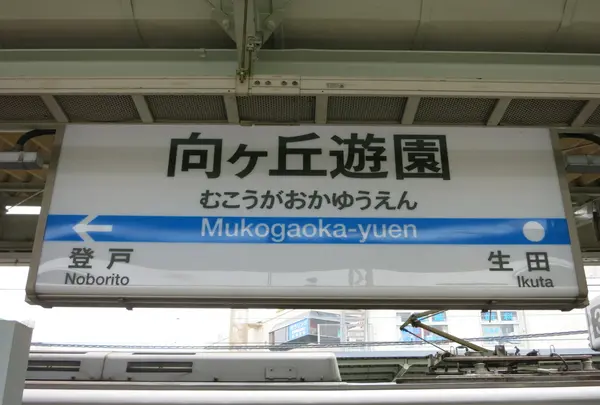 向ヶ丘遊園
むこうがおかゆうえん
Mukogaoka-yuen
登戸 生田
Noborito Ikuta